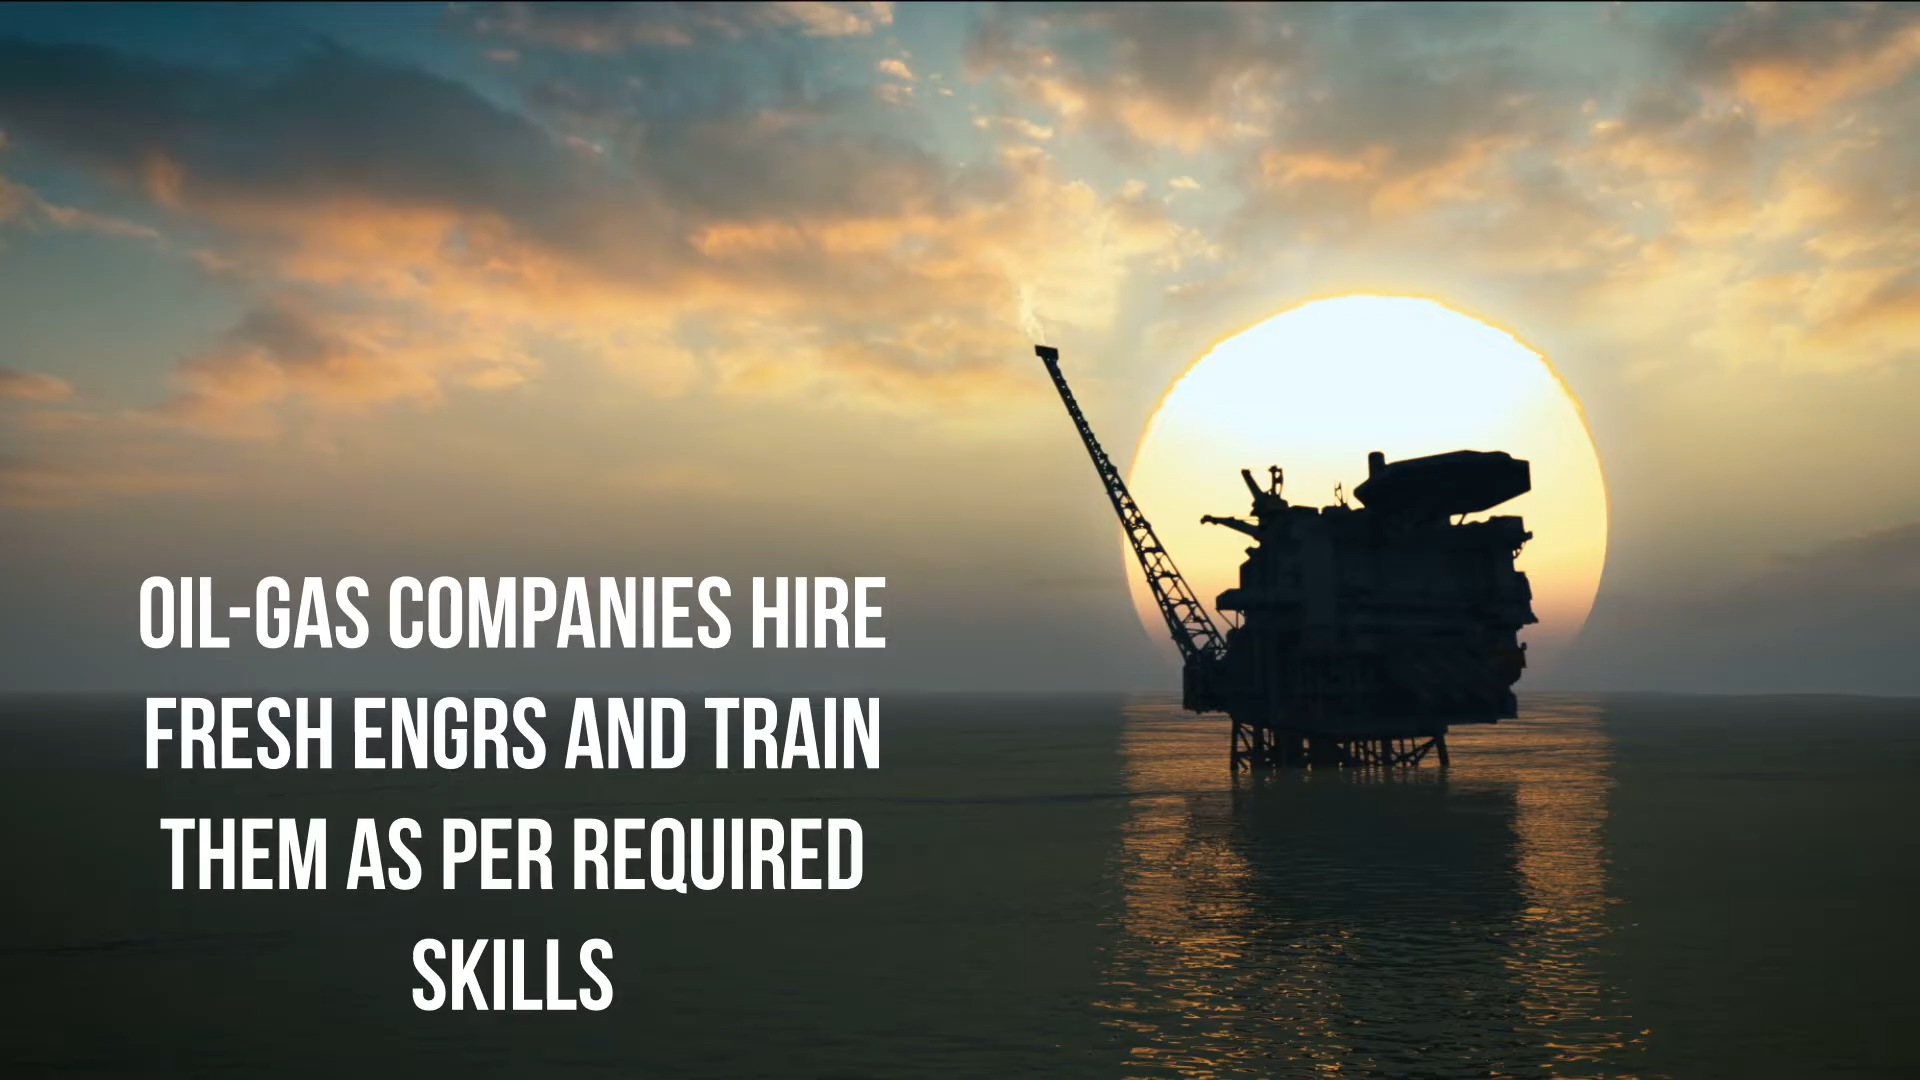 OIL-GAS COMPANIES HIRE
FRESH ENGRS AND TRAIN
THEM AS PER REQUIRED
SKILLS